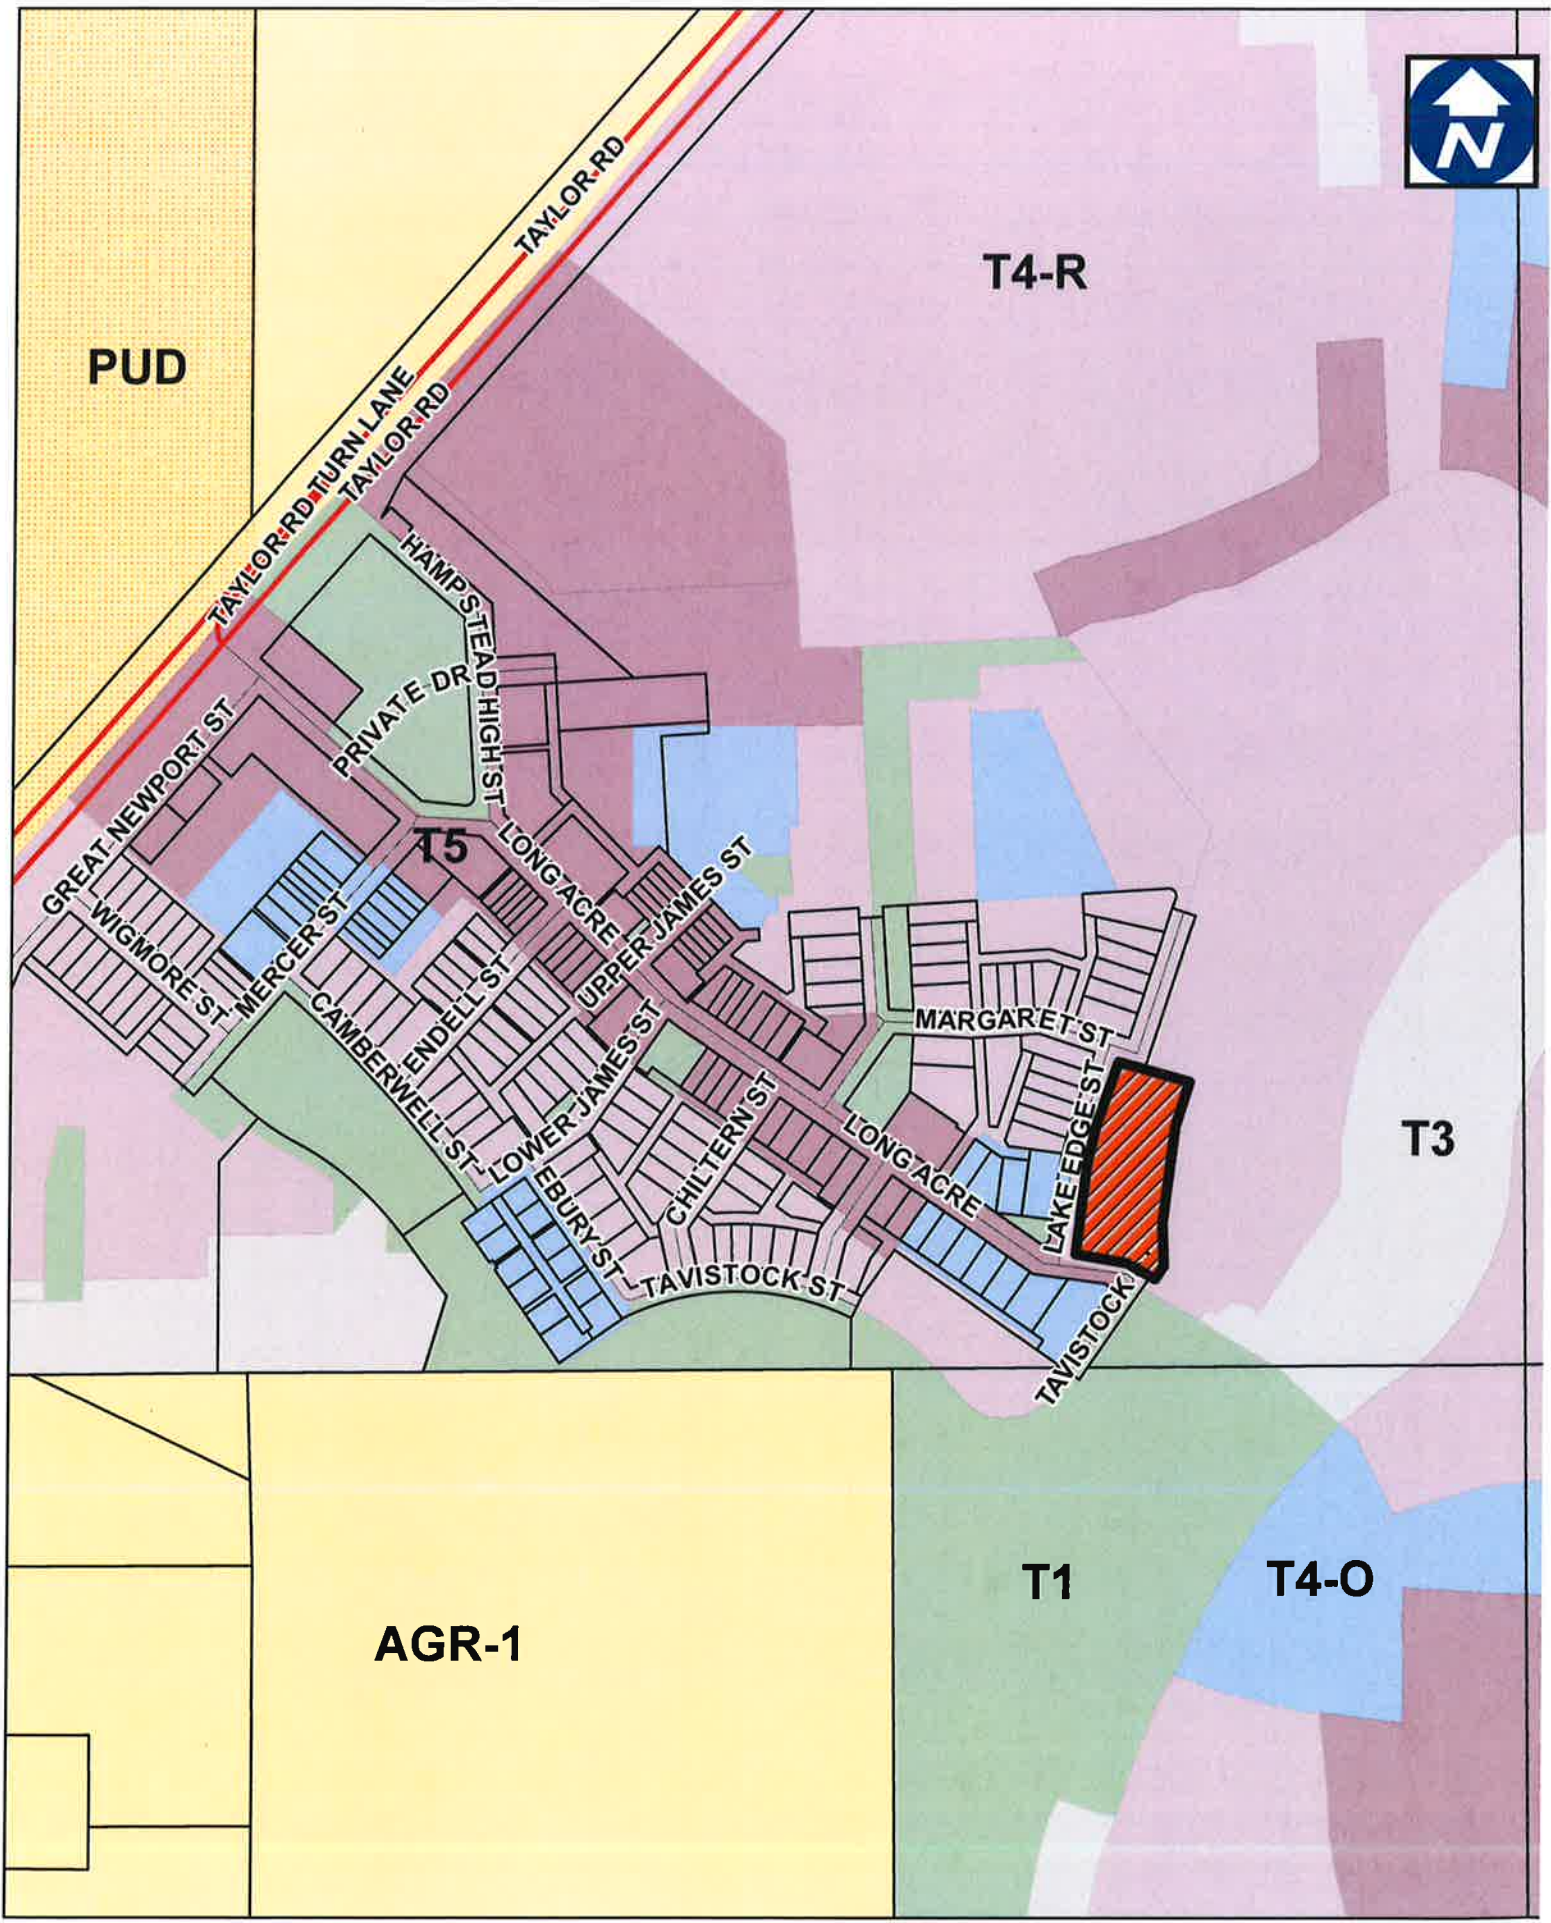 N
TAYLOR RD
T4-R
PUD
TAYLOR RD TURN LANE
TAYLOR RD
HAMPSTEAD HIGH ST
PRIVATE DR
GREAT NEWPORT ST
T5
LONG ACRE
UPPER JAMES ST
WIGMORE ST
MERCER ST
ENDELL ST
CAMBERWELL ST
LOWER JAMES ST
MARGARET ST
CHILTERN ST
LONG ACRE
LAKE EDGE ST
T3
EBURY ST
TAVISTOCK ST
TAVISTOCK
T1
T4-O
AGR-1